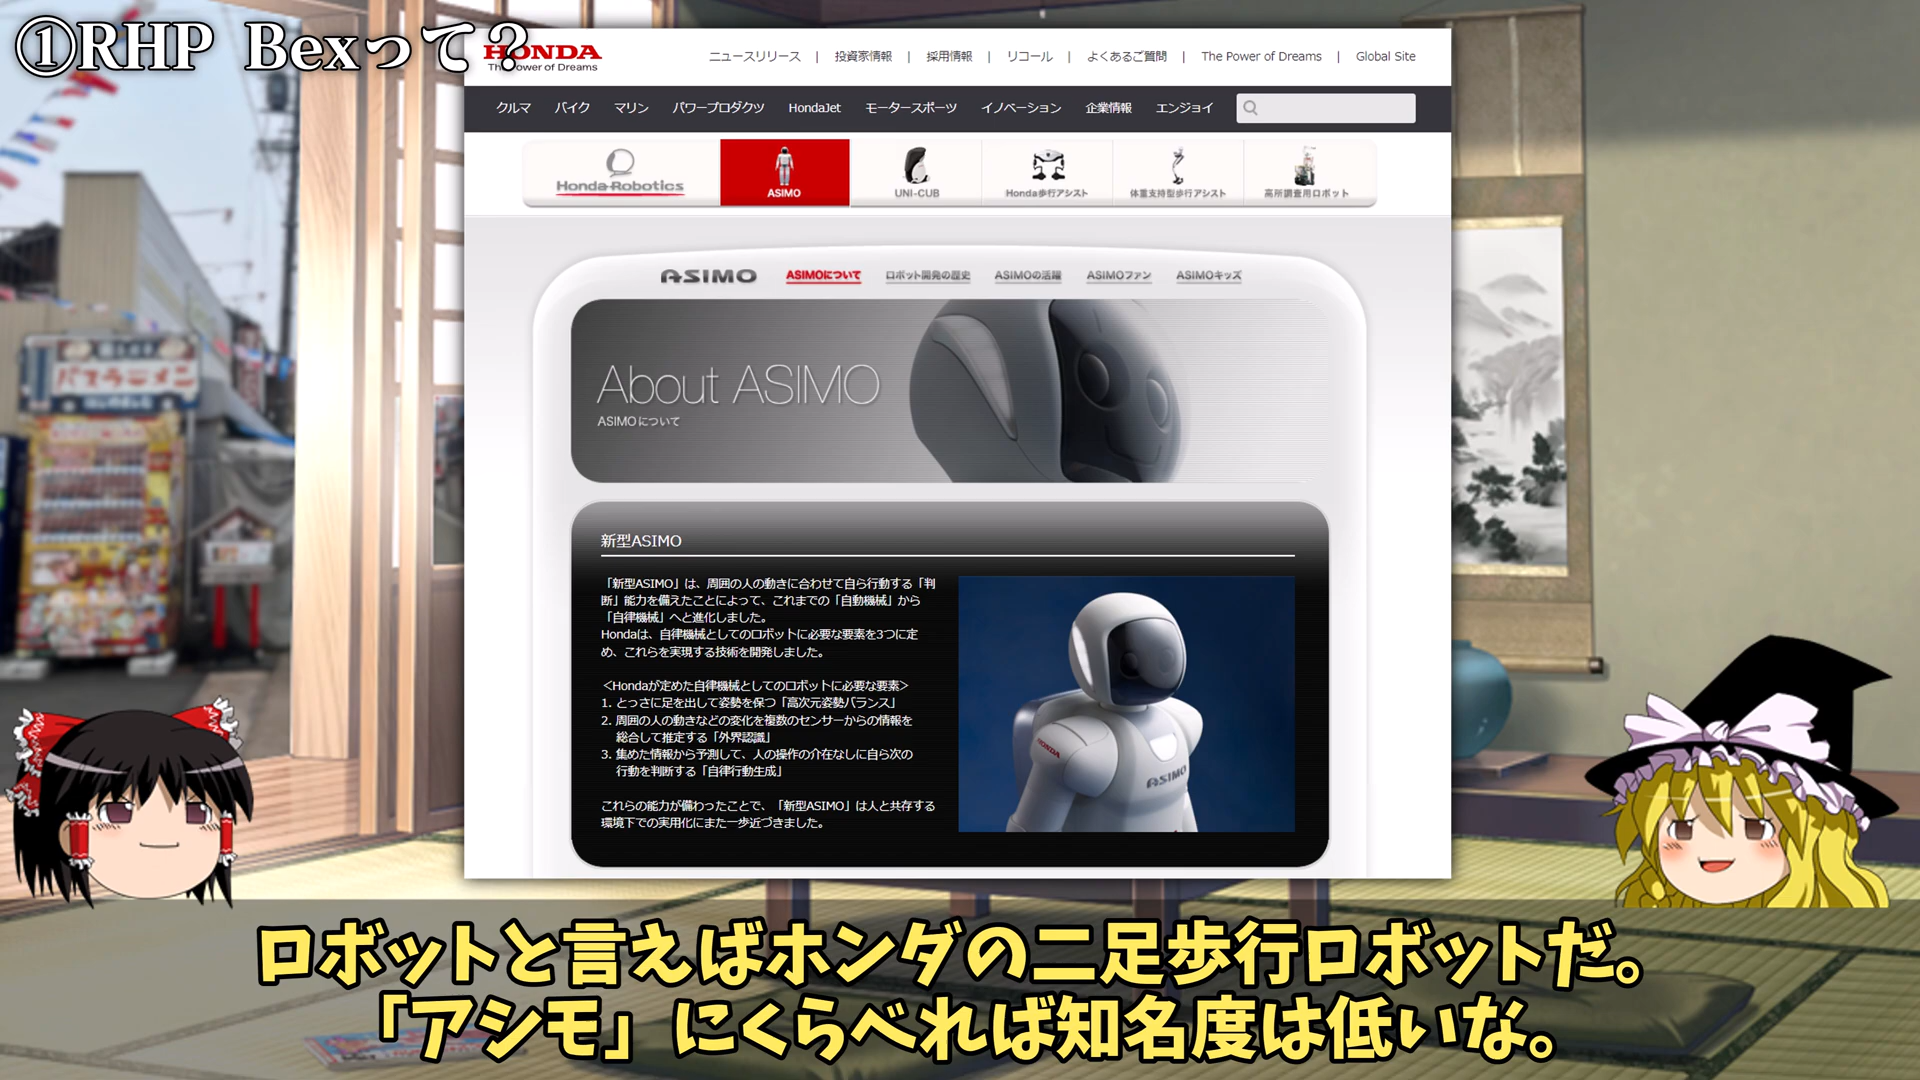 ①RHP Bexって？
HONDA
The Power of Dreams
ニュースリリース | 投資家情報 | 採用情報 | リコール | よくあるご質問 | The Power of Dreams | Global Site
クルマ バイク マリン パワープロダクツ HondaJet モータースポーツ イノベーション 企業情報 エンジョイ
Honda Robotics
ASIMO
UNI-CUB
Honda歩行アシスト
体重支持型歩行アシスト
高所調査用ロボット
ASIMO ASIMOについて ロボット開発の歴史 ASIMOの活躍 ASIMOファン ASIMOキッズ
About ASIMO
ASIMOについて
新型ASIMO
「新型ASIMO」は、周囲の人の動きに合わせて自ら行動する「判
断」能力を備えたことによって、これまでの「自動機械」から
「自律機械」へと進化しました。
Hondaは、自律機械としてのロボットに必要な要素を3つに定
め、これらを実現する技術を開発しました。
＜Hondaが定めた自律機械としてのロボットに必要な要素＞
1. とっさに足を出して姿勢を保つ「高次元姿勢バランス」
2. 周囲の人の動きなどの変化を複数のセンサーからの情報を
総合して推定する「外界認識」
3. 集めた情報から予測して、人の操作の介在なしに自ら次の
行動を判断する「自律行動生成」
これらの能力が備わったことで、「新型ASIMO」は人と共存する
環境下での実用化にまた一歩近づきました。
HONDA
ASIMO
バスラーメン
ロボットと言えばホンダの二足歩行ロボットだ。
「アシモ」にくらべれば知名度は低いな。